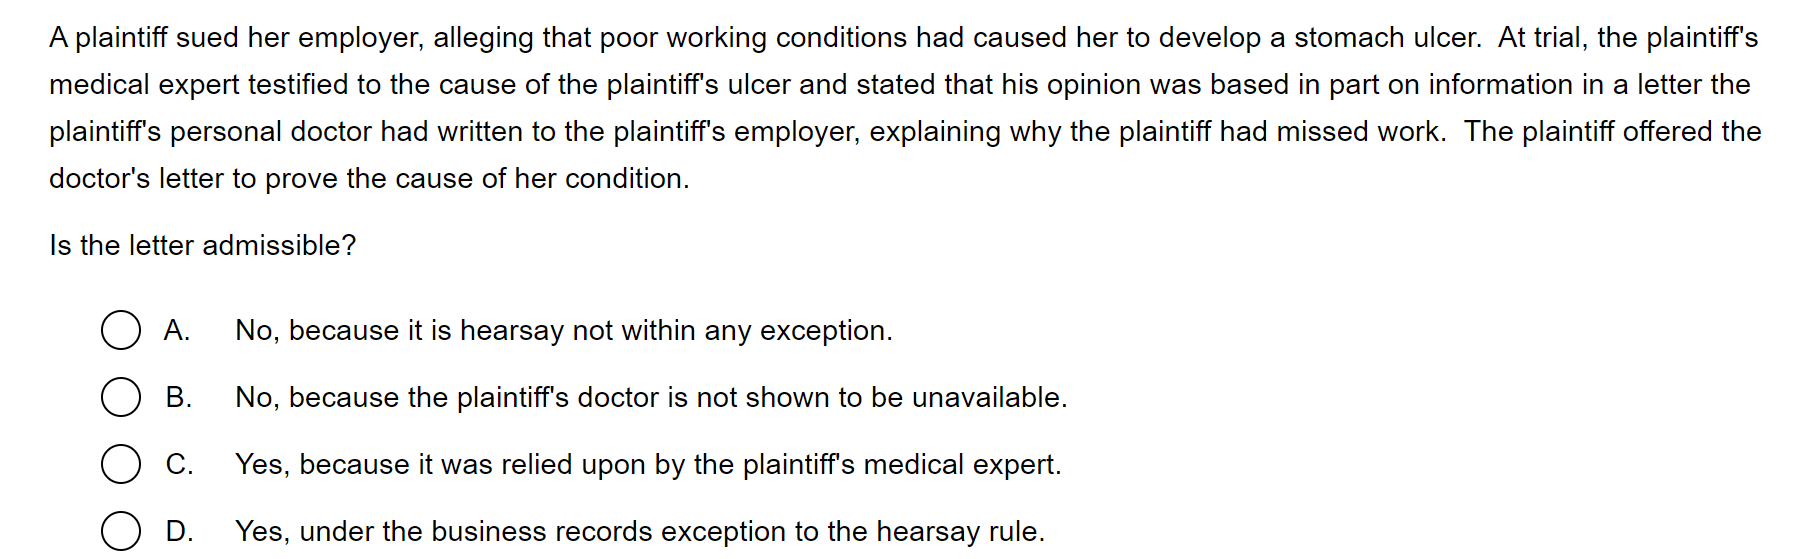 A plaintiff sued her employer, alleging that poor working conditions had caused her to develop a stomach ulcer.  At trial, the plaintiff's
medical expert testified to the cause of the plaintiff's ulcer and stated that his opinion was based in part on information in a letter the
plaintiff's personal doctor had written to the plaintiff's employer, explaining why the plaintiff had missed work.  The plaintiff offered the
doctor's letter to prove the cause of her condition.
Is the letter admissible?
A. No, because it is hearsay not within any exception.
B. No, because the plaintiff's doctor is not shown to be unavailable.
C. Yes, because it was relied upon by the plaintiff's medical expert.
D. Yes, under the business records exception to the hearsay rule.